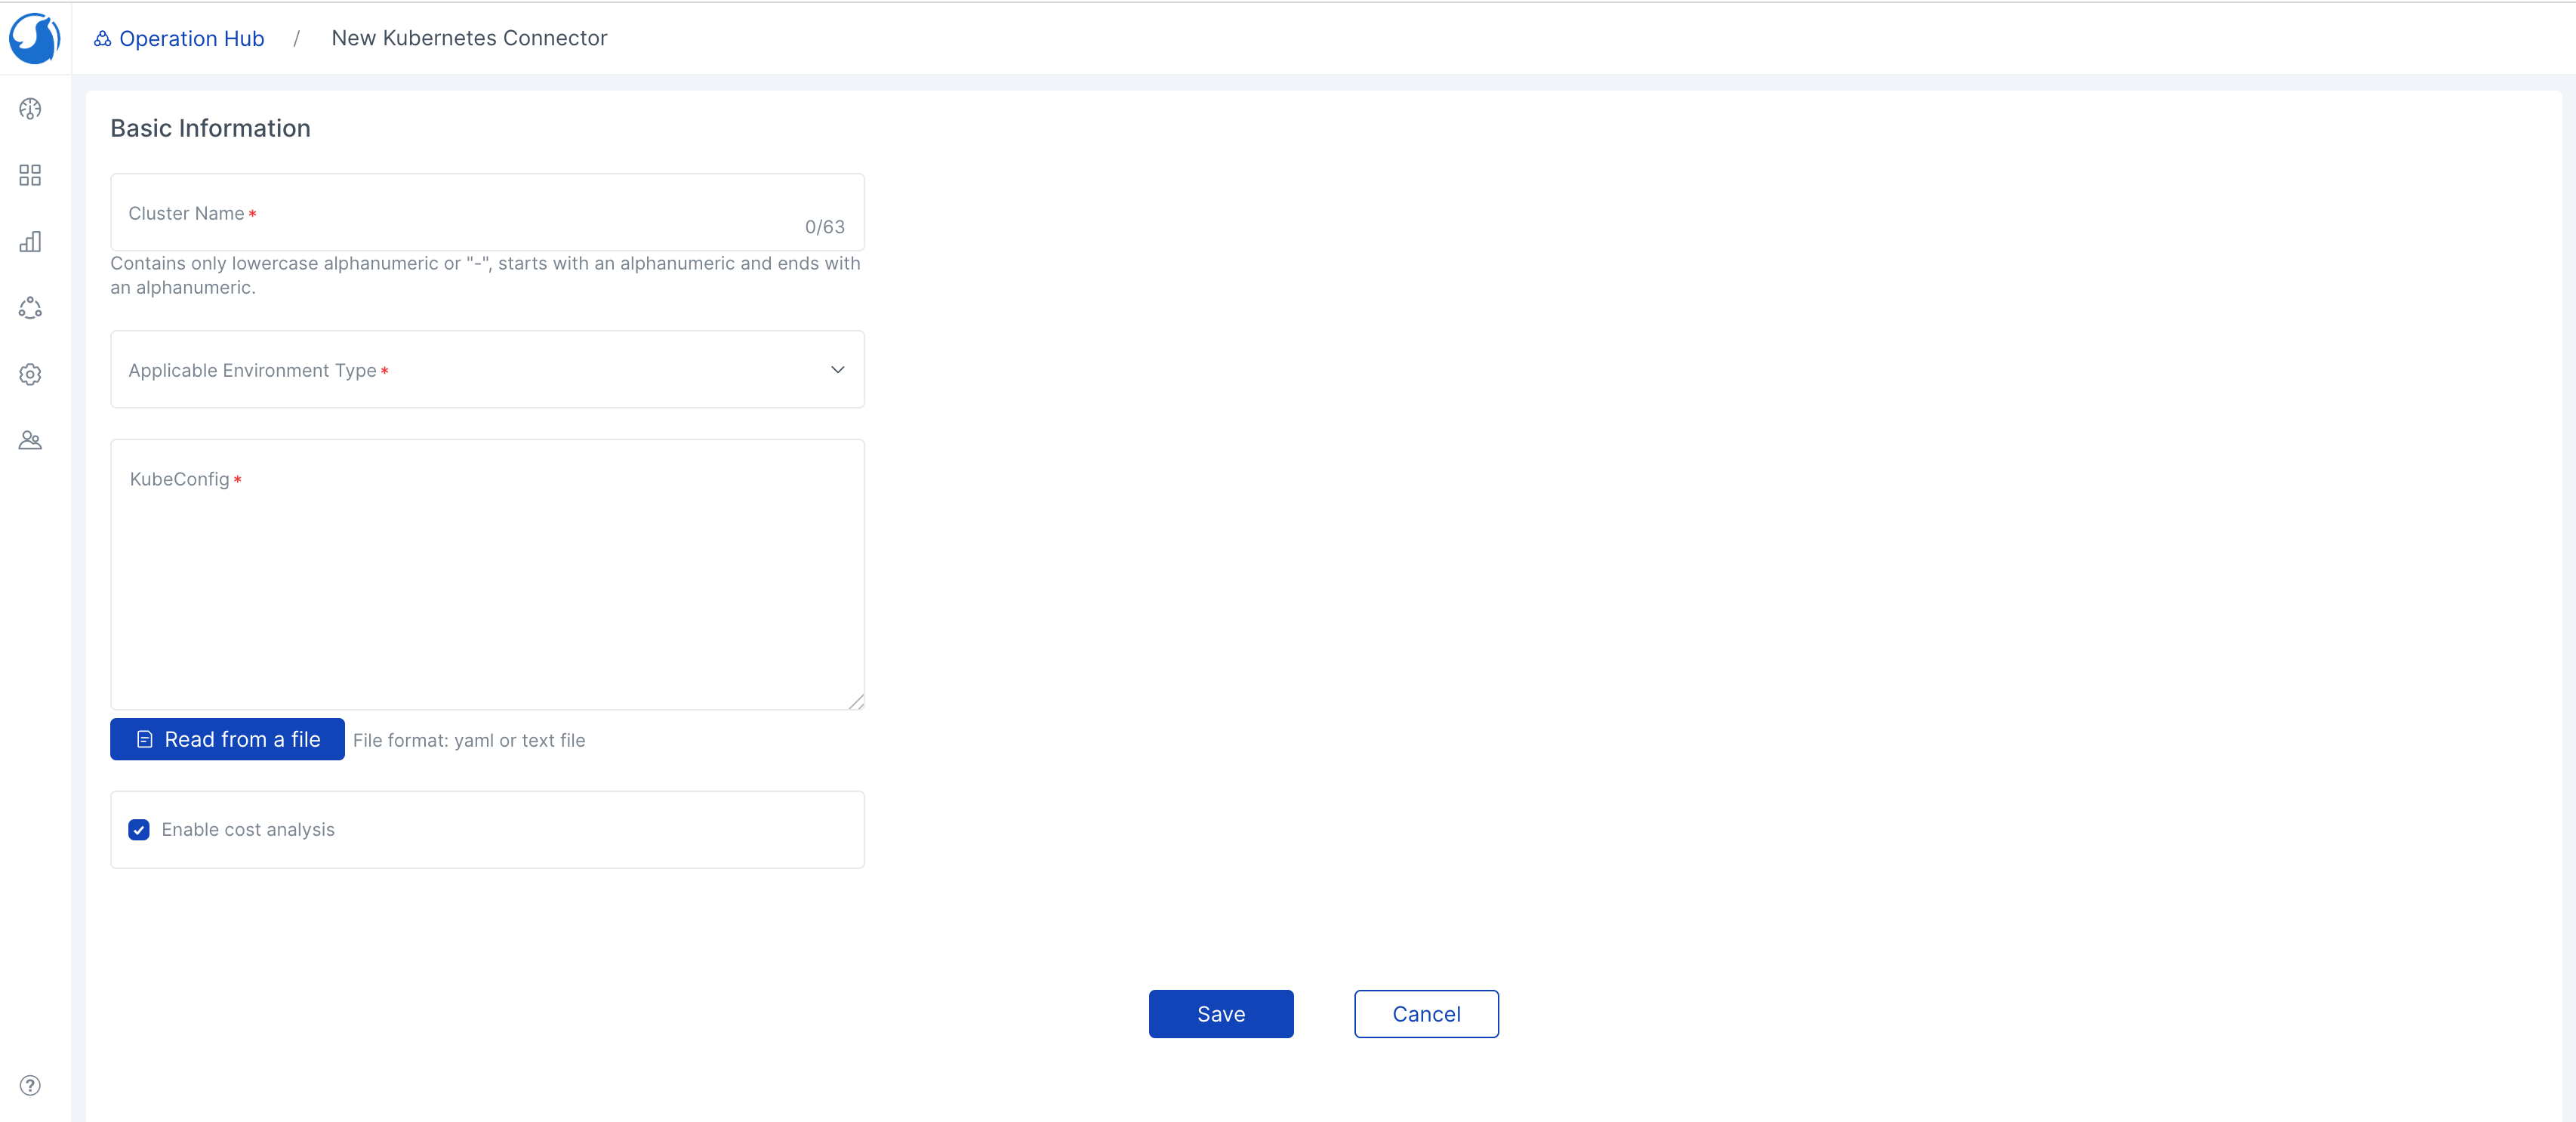 Operation Hub / New Kubernetes Connector
Basic Information
Cluster Name *
0/63
Contains only lowercase alphanumeric or "-", starts with an alphanumeric and ends with
an alphanumeric.
Applicable Environment Type *
KubeConfig *
Read from a file File format: yaml or text file
Enable cost analysis
Save Cancel